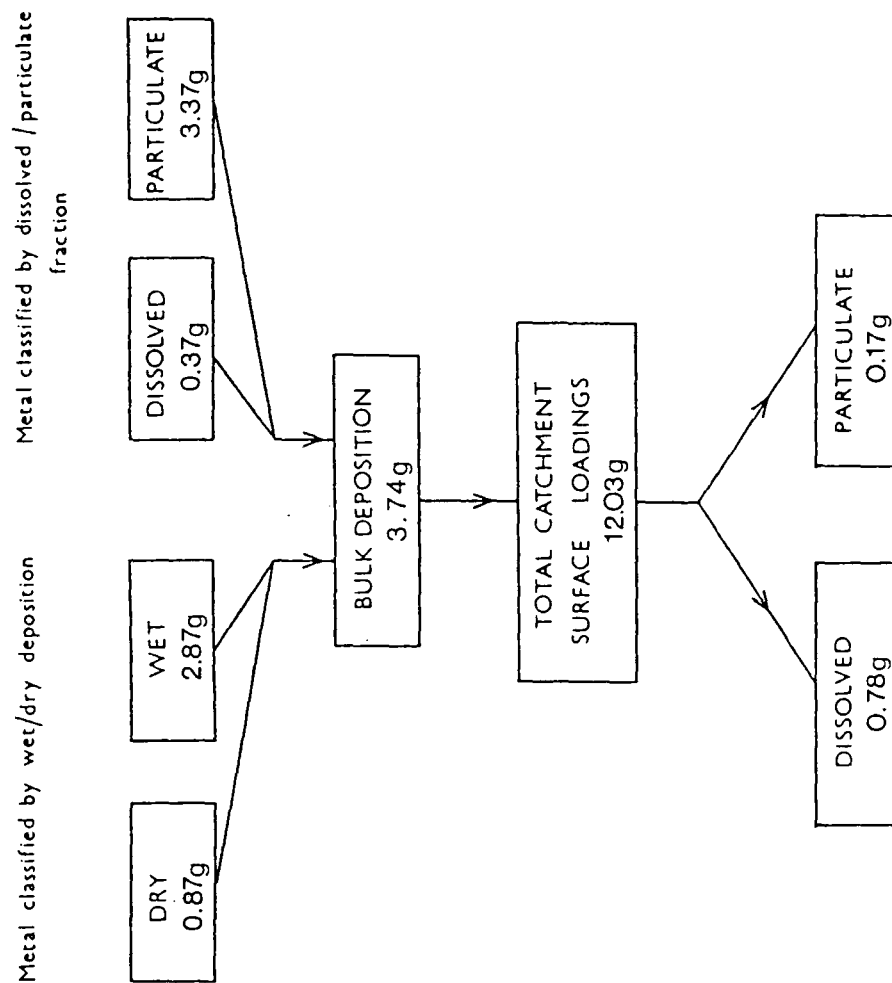 Metal classified by wet/dry deposition
Metal classified by dissolved/particulate
fraction
DRY
0.87g
WET
2.87g
DISSOLVED
0.37g
PARTICULATE
3.37g
BULK DEPOSITION
3.74g
TOTAL CATCHMENT
SURFACE LOADINGS
12.03g
DISSOLVED
0.78g
PARTICULATE
0.17g